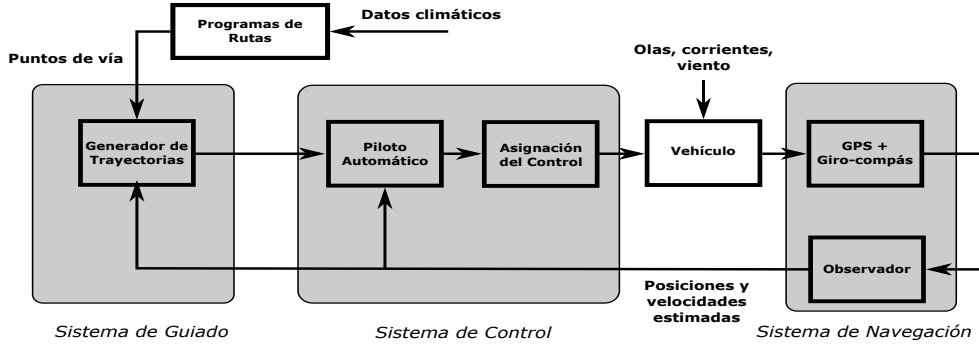 Datos climáticos
Programas de
Rutas
Puntos de vía
Olas, corrientes,
viento
Generador de
Trayectorias
Piloto
Automático
Asignación
del Control
Vehículo
GPS +
Giro-compás
Observador
Posiciones y
velocidades
estimadas
Sistema de Guiado
Sistema de Control
Sistema de Navegación